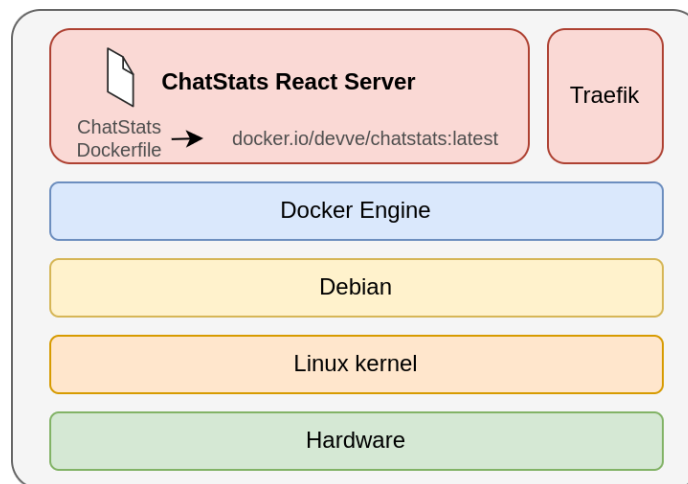 ChatStats React Server
Traefik
ChatStats
Dockerfile
docker.io/devve/chatstats:latest
Docker Engine
Debian
Linux kernel
Hardware